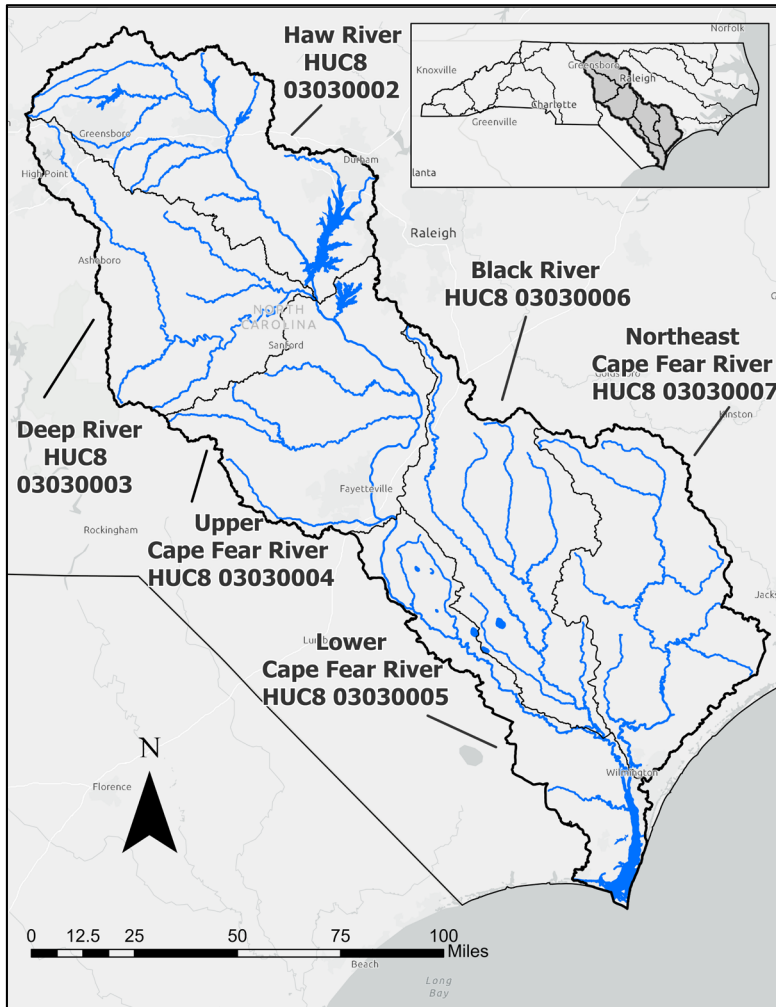 Haw River
HUC8
03030002
Norfolk
Knoxville
Greensboro
Raleigh
Charlotte
Greenville
lanta
Greensboro
High Point
Durham
Raleigh
Asheboro
NORTH
CAROLINA
Sanford
Black River
HUC8 03030006
Northeast
Cape Fear River
HUC8 03030007
Kinston
Deep River
HUC8
03030003
Fayetteville
Rockingham
Upper
Cape Fear River
HUC8 03030004
Jacks
Lower
Cape Fear River
HUC8 03030005
N
Wilmington
Florence
0 12.5 25 50 75 100
Miles
Beach
Long
Bay